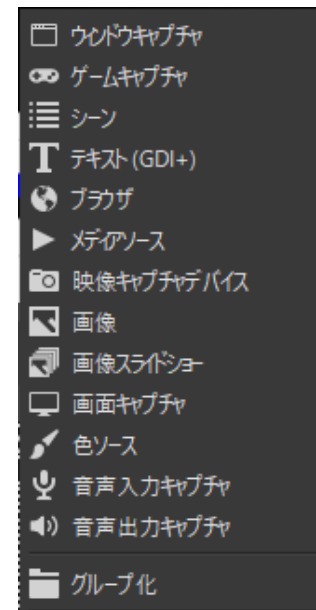 ウィンドウキャプチャ
ゲームキャプチャ
シーン
テキスト (GDI+)
ブラウザ
メディアソース
映像キャプチャデバイス
画像
画像スライドショー
画面キャプチャ
色ソース
音声入力キャプチャ
音声出力キャプチャ
グループ化